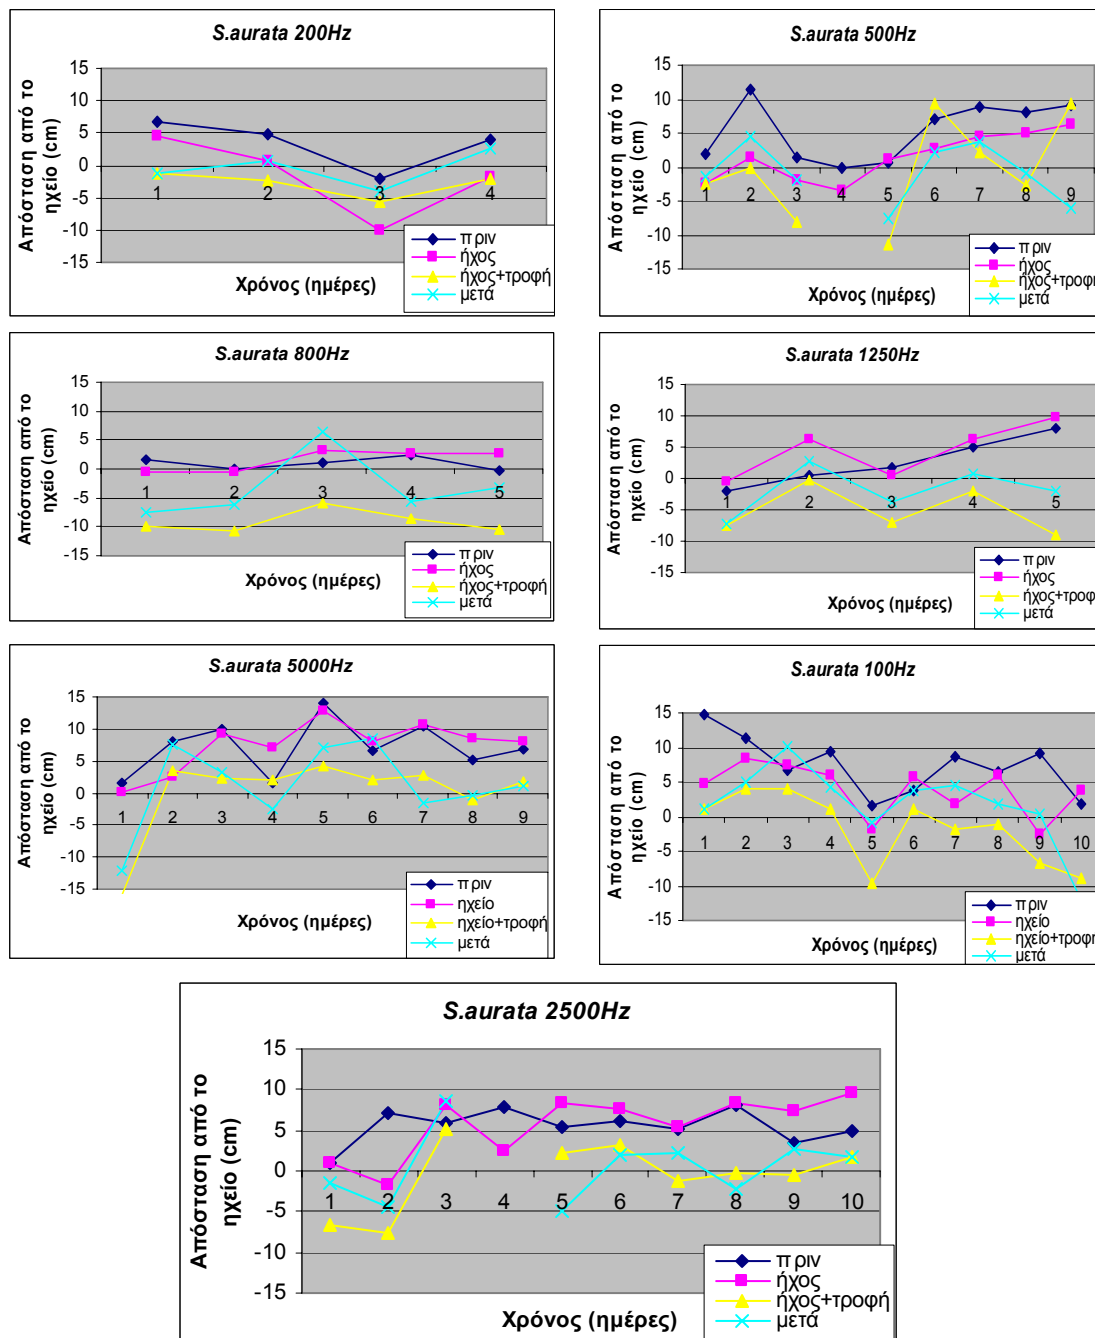 S.aurata 200Hz
Απόσταση από το
ηχείο (cm)
15
10
5
0
-5
-10
-15
1 2 3 4
Χρόνος (ημέρες)
πριν
ήχος
ήχος+τροφή
μετά
S.aurata 500Hz
Απόσταση από το
ηχείο (cm)
15
10
5
0
-5
-10
-15
1 2 3 4 5 6 7 8 9
Χρόνος (ημέρες)
πριν
ήχος
ήχος+τροφή
μετά
S.aurata 800Hz
Απόσταση από το
ηχείο (cm)
15
10
5
0
-5
-10
-15
1 2 3 4 5
Χρόνος (ημέρες)
πριν
ήχος
ήχος+τροφή
μετά
S.aurata 1250Hz
Απόσταση από το
ηχείο (cm)
15
10
5
0
-5
-10
-15
1 2 3 4 5
Χρόνος (ημέρες)
πριν
ήχος
ήχος+τροφή
μετά
S.aurata 5000Hz
Απόσταση από το
ηχείο (cm)
15
10
5
0
-5
-10
-15
1 2 3 4 5 6 7 8 9
Χρόνος (ημέρες)
πριν
ηχείο
ηχείο+τροφή
μετά
S.aurata 100Hz
Απόσταση από το
ηχείο (cm)
15
10
5
0
-5
-10
-15
1 2 3 4 5 6 7 8 9 10
Χρόνος (ημέρες)
πριν
ηχείο
ηχείο+τροφη
μετά
S.aurata 2500Hz
Απόσταση από το
ηχείο (cm)
15
10
5
0
-5
-10
-15
1 2 3 4 5 6 7 8 9 10
Χρόνος (ημέρες)
πριν
ήχος
ήχος+τροφή
μετά